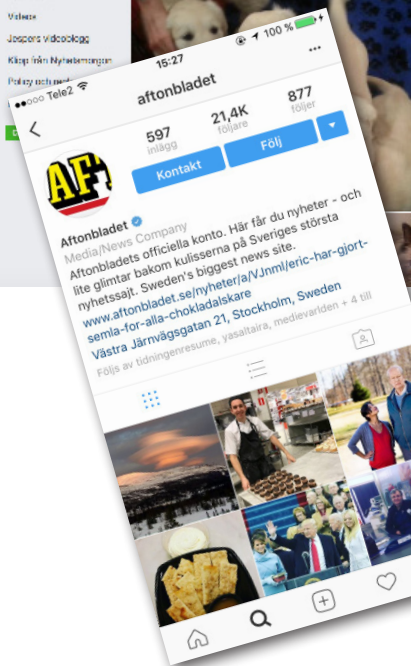 Videos
Jespers videoblogg
Klipp från Nyhetsmorgon
Policy och
Tele2
15:27
100 %
aftonbladet
597
inlägg
21,4K
följare
877
följer
Kontakt
Följ
AF
Aftonbladet
Media/News Company
Aftonbladets officiella konto. Här får du nyheter - och
lite glimtar bakom kulisserna på Sveriges största
nyhetssajt. Sweden's biggest news site.
www.aftonbladet.se/nyheter/a/VJnml/eric-har-gjort-
semla-for-alla-chokladalskare
Västra Järnvägsgatan 21, Stockholm, Sweden
Följs av tidningenresume, yasaltaira, medievarlden + 4 till